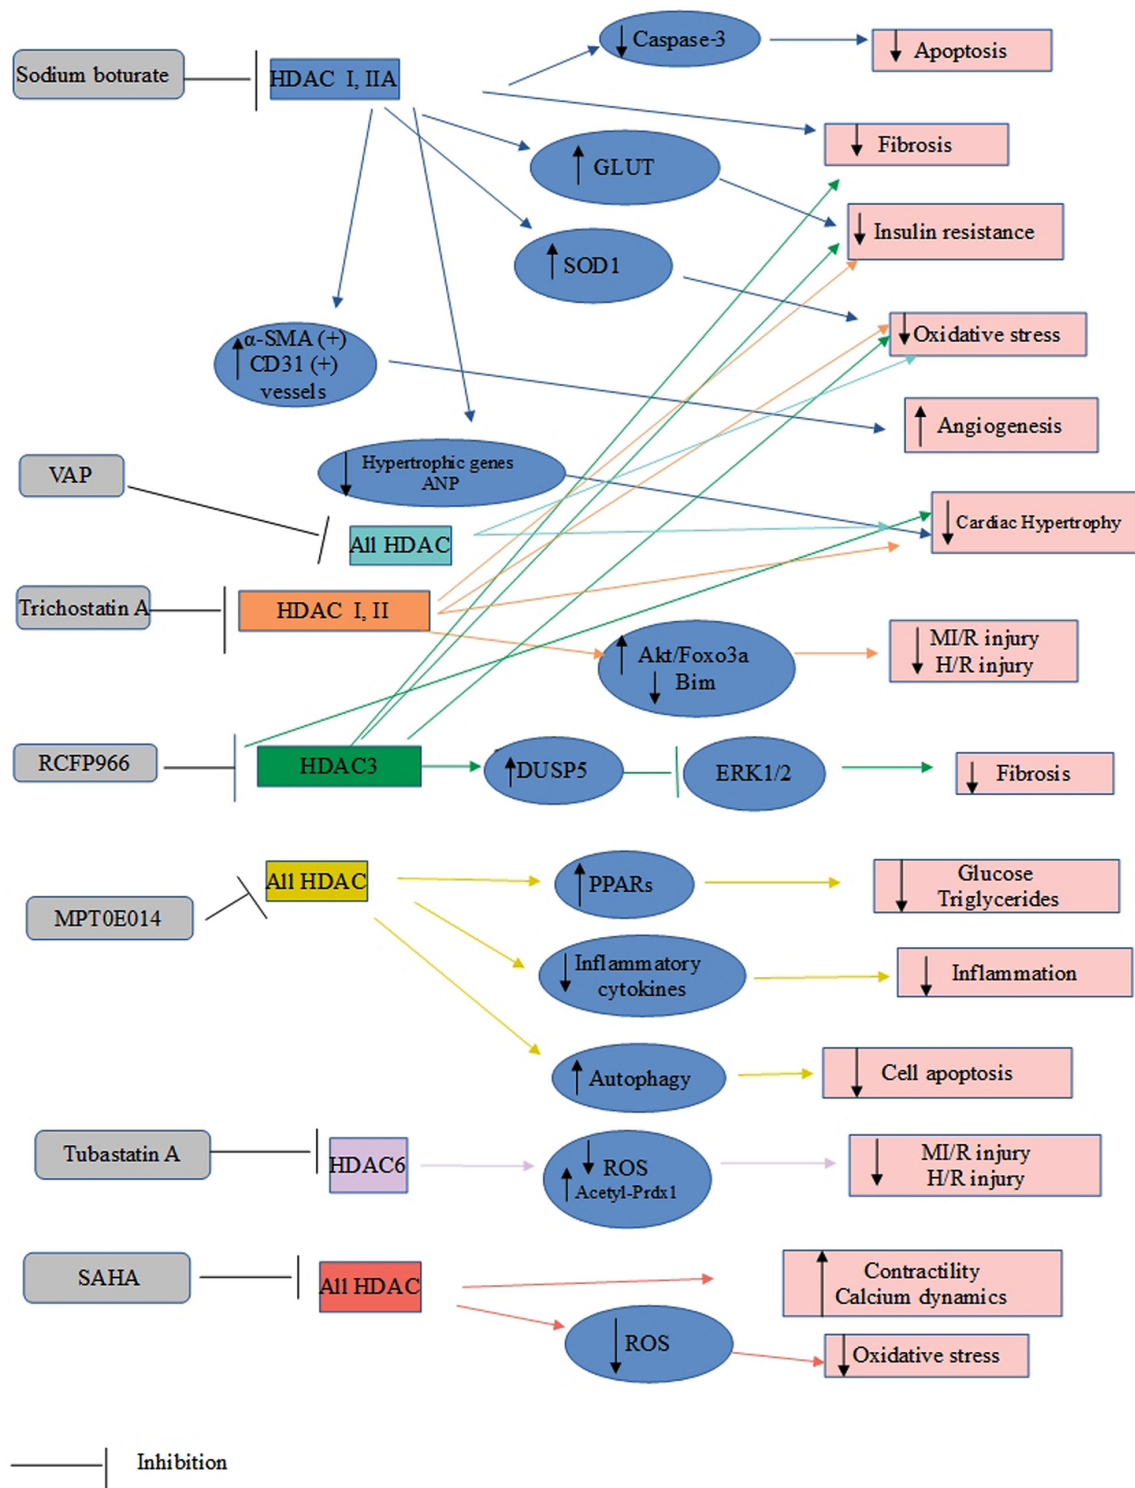 Caspase-3
Apoptosis
Sodium boturate
HDAC I, IIA
Fibrosis
GLUT
Insulin resistance
SOD1
Oxidative stress
α-SMA (+)
CD31 (+)
vessels
Angiogenesis
VAP
Hypertrophic genes
ANP
Cardiac Hypertrophy
All HDAC
Trichostatin A
HDAC I, II
Akt/Foxo3a
Bim
MI/R injury
H/R injury
RCFP966
HDAC3
DUSP5
ERK1/2
Fibrosis
All HDAC
PPARs
Glucose
Triglycerides
MPT0E014
Inflammatory
cytokines
Inflammation
Autophagy
Cell apoptosis
Tubastatin A
HDAC6
ROS
Acetyl-Prdx1
MI/R injury
H/R injury
SAHA
All HDAC
Contractility
Calcium dynamics
ROS
Oxidative stress
Inhibition